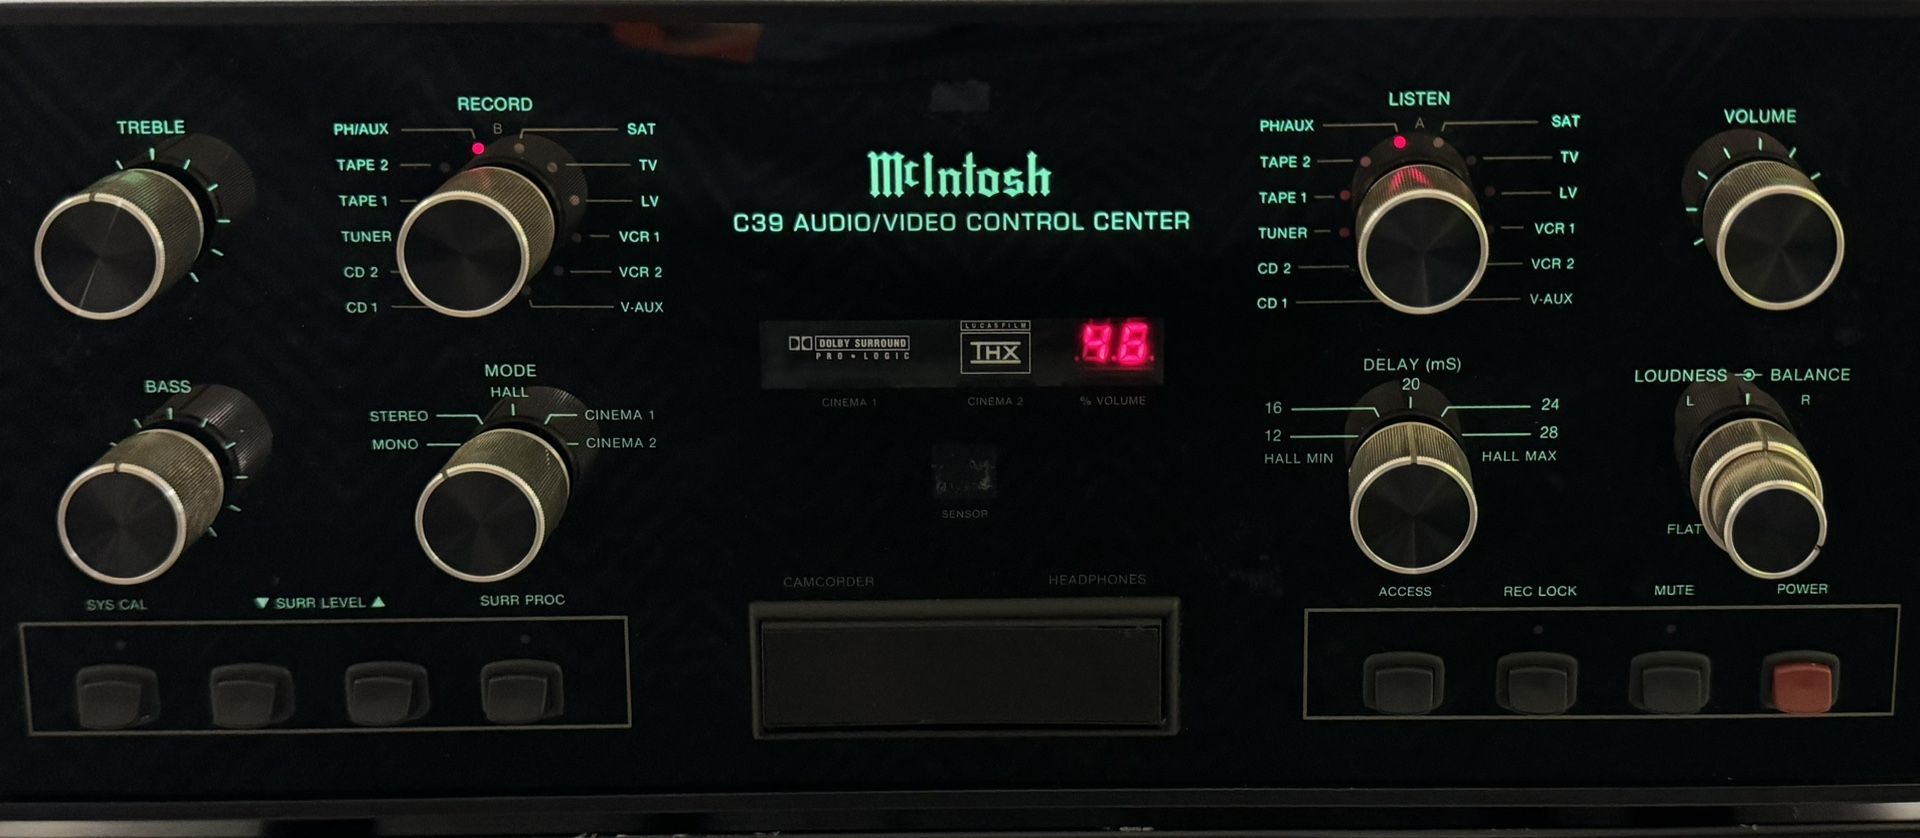 TREBLE
RECORD
B
PH/AUX
SAT
TAPE 2
TV
TAPE 1
LV
TUNER
VCR 1
CD 2
VCR 2
CD 1
V-AUX
McIntosh
C39 AUDIO/VIDEO CONTROL CENTER
LISTEN
A
PH/AUX
SAT
TAPE 2
TV
TAPE 1
LV
TUNER
VCR 1
CD 2
VCR 2
CD 1
V-AUX
VOLUME
DOLBY SURROUND
PRO•LOGIC
LUCASFILM
THX
48
CINEMA 1
CINEMA 2
% VOLUME
BASS
MODE
HALL
STEREO
CINEMA 1
MONO
CINEMA 2
DELAY (mS)
20
16
24
12
28
HALL MIN
HALL MAX
LOUDNESS
BALANCE
L
R
FLAT
SENSOR
SYS CAL
▼ SURR LEVEL ▲
SURR PROC
CAMCORDER
HEADPHONES
ACCESS
REC LOCK
MUTE
POWER